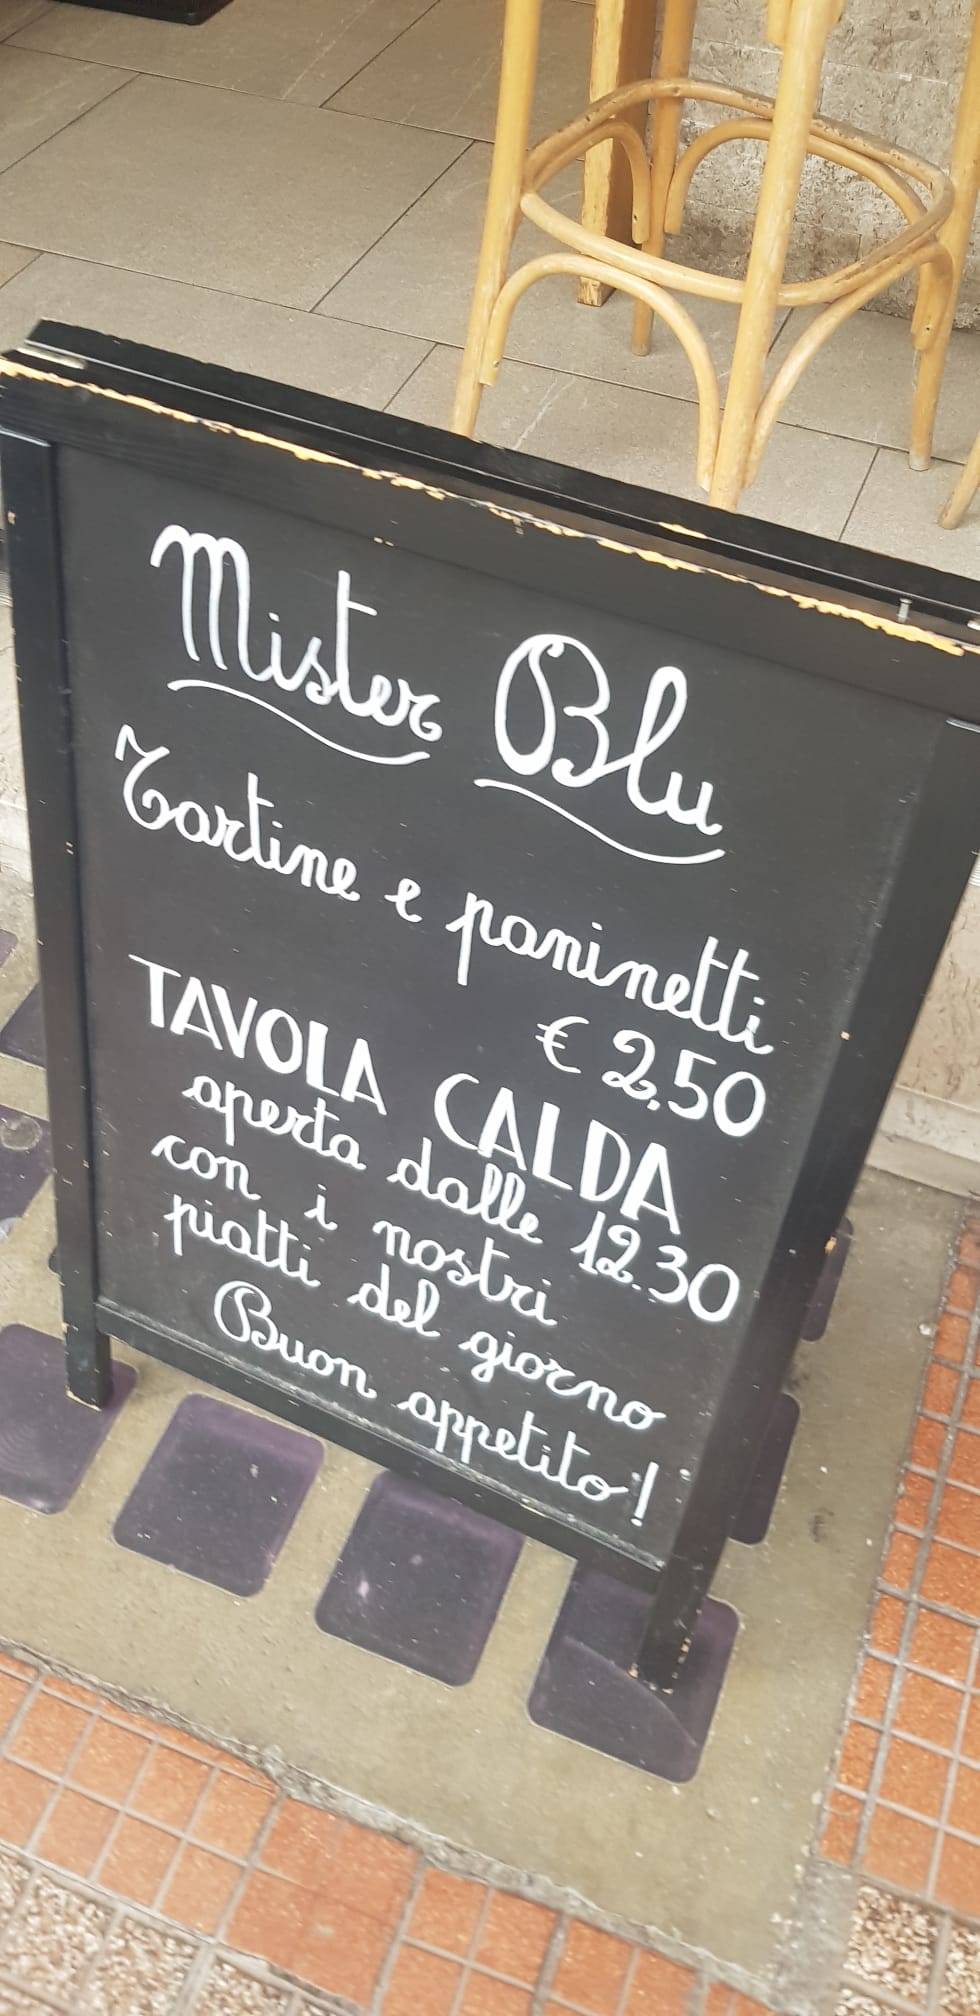 Mister Blu
Tartine e paninetti
€ 2,50
TAVOLA CALDA
aperta dalle 12.30
con i nostri
piatti del giorno
Buon appetito!